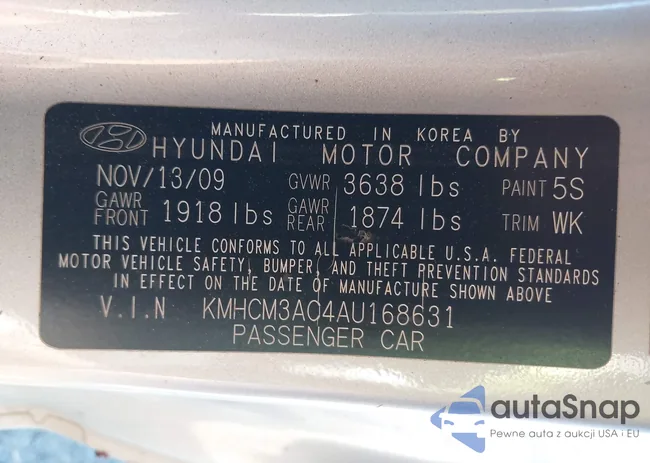 MANUFACTURED IN KOREA BY
HYUNDAI MOTOR COMPANY
NOV/13/09 GVWR 3638 lbs PAINT 5S
GAWR FRONT 1918 lbs GAWR REAR 1874 lbs TRIM WK
THIS VEHICLE CONFORMS TO ALL APPLICABLE U.S.A. FEDERAL
MOTOR VEHICLE SAFETY, BUMPER, AND THEFT PREVENTION STANDARDS
IN EFFECT ON THE DATE OF MANUFACTURE SHOWN ABOVE
V.I.N KMHCM3AC4AU168631
PASSENGER CAR
autaSnap
Pewne auta z aukcji USA i EU